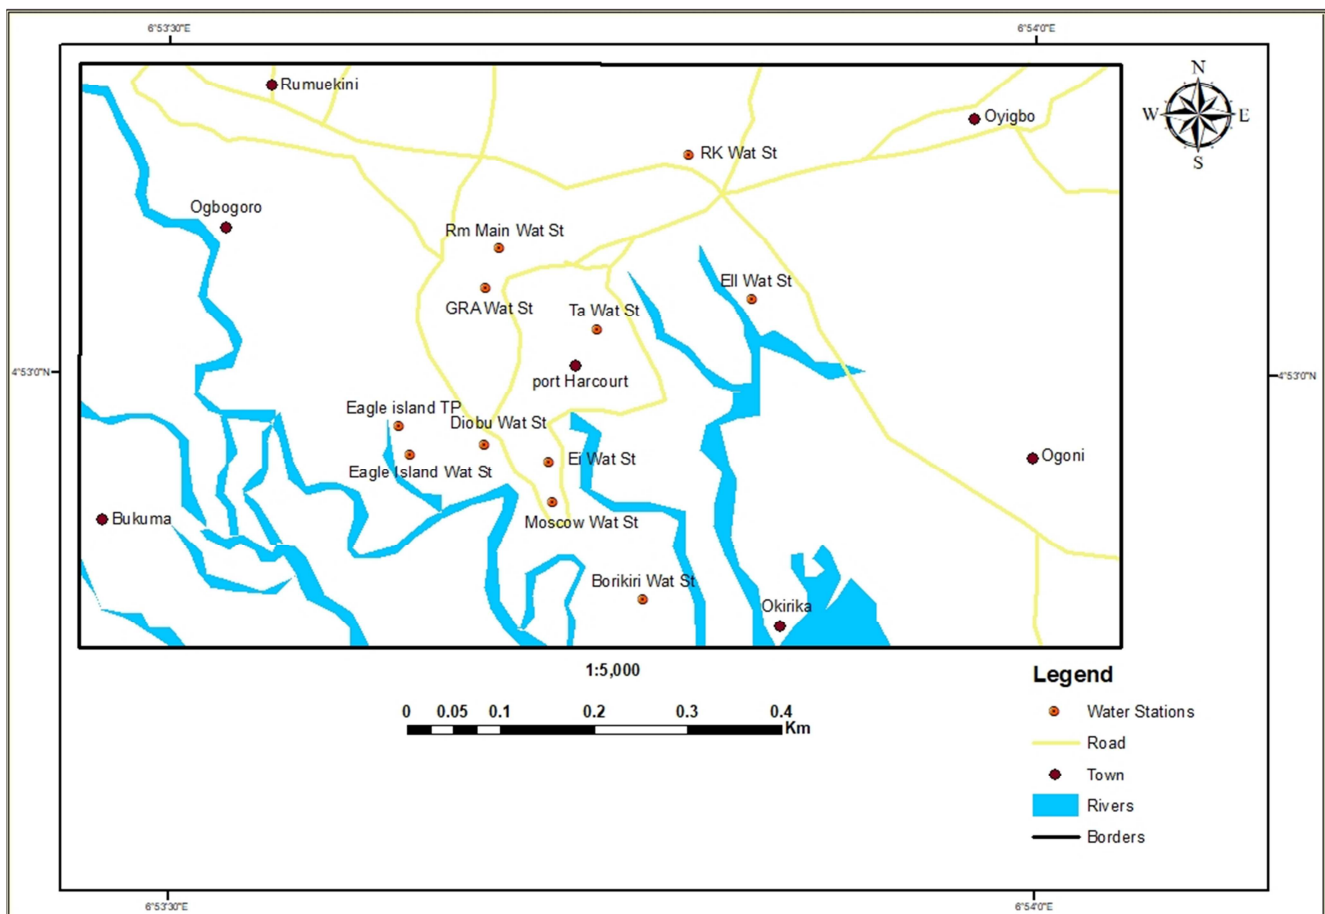 6°53'30"E 6°54'0"E
N
W E
S
Rumuekini
Oyigbo
RK Wat St
Ogbogoro
Rm Main Wat St
Ell Wat St
GRA Wat St
Ta Wat St
4°53'0"N 4°53'0"N
port Harcourt
Eagle island TP
Diobu Wat St
Ogoni
Ei Wat St
Eagle Island Wat St
Bukuma
Moscow Wat St
Borikiri Wat St
Okirika
1:5,000
Legend
0 0.05 0.1 0.2 0.3 0.4
Km
Water Stations
Road
Town
Rivers
Borders
6°53'30"E 6°54'0"E